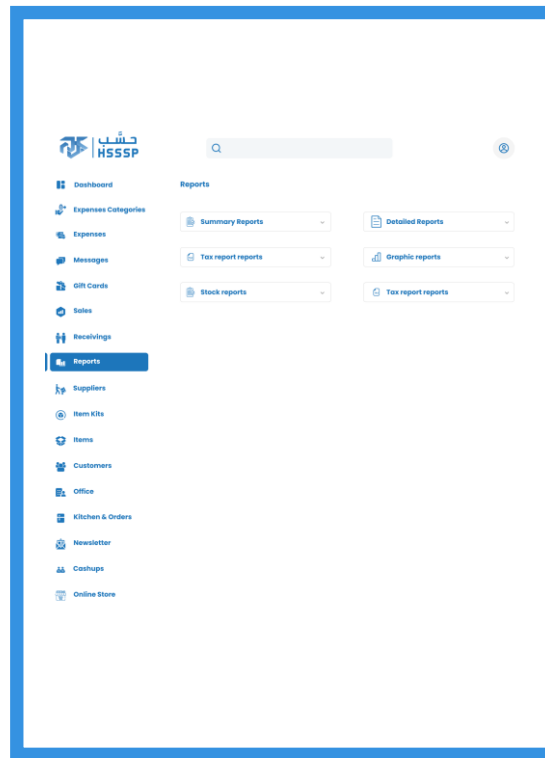 حسَّب
HSSSP
Dashboard
Expenses Categories
Expenses
Messages
Gift Cards
Sales
Receivings
Reports
Suppliers
Item Kits
Items
Customers
Office
Kitchen & Orders
Newsletter
Cashups
Online Store
Reports
Summary Reports
Detailed Reports
Tax report reports
Graphic reports
Stock reports
Tax report reports